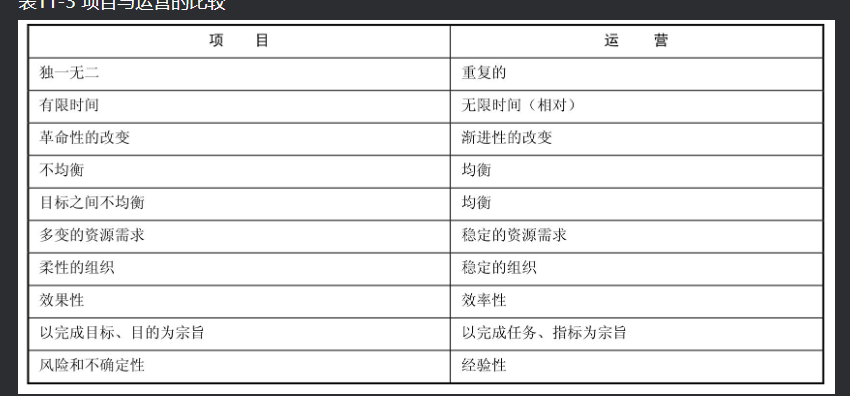 表11-3 项目与运营的比较
项 目 运 营
独一无二 重复的
有限时间 无限时间（相对）
革命性的改变 渐进性的改变
不均衡 均衡
目标之间不均衡 均衡
多变的资源需求 稳定的资源需求
柔性的组织 稳定的组织
效果性 效率性
以完成目标、目的为宗旨 以完成任务、指标为宗旨
风险和不确定性 经验性